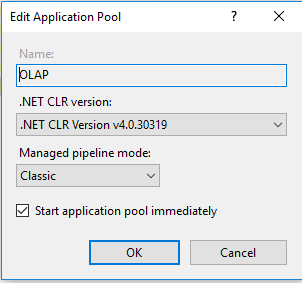 Edit Application Pool
?
Name:
OLAP
.NET CLR version:
.NET CLR Version v4.0.30319
Managed pipeline mode:
Classic
Start application pool immediately
OK Cancel